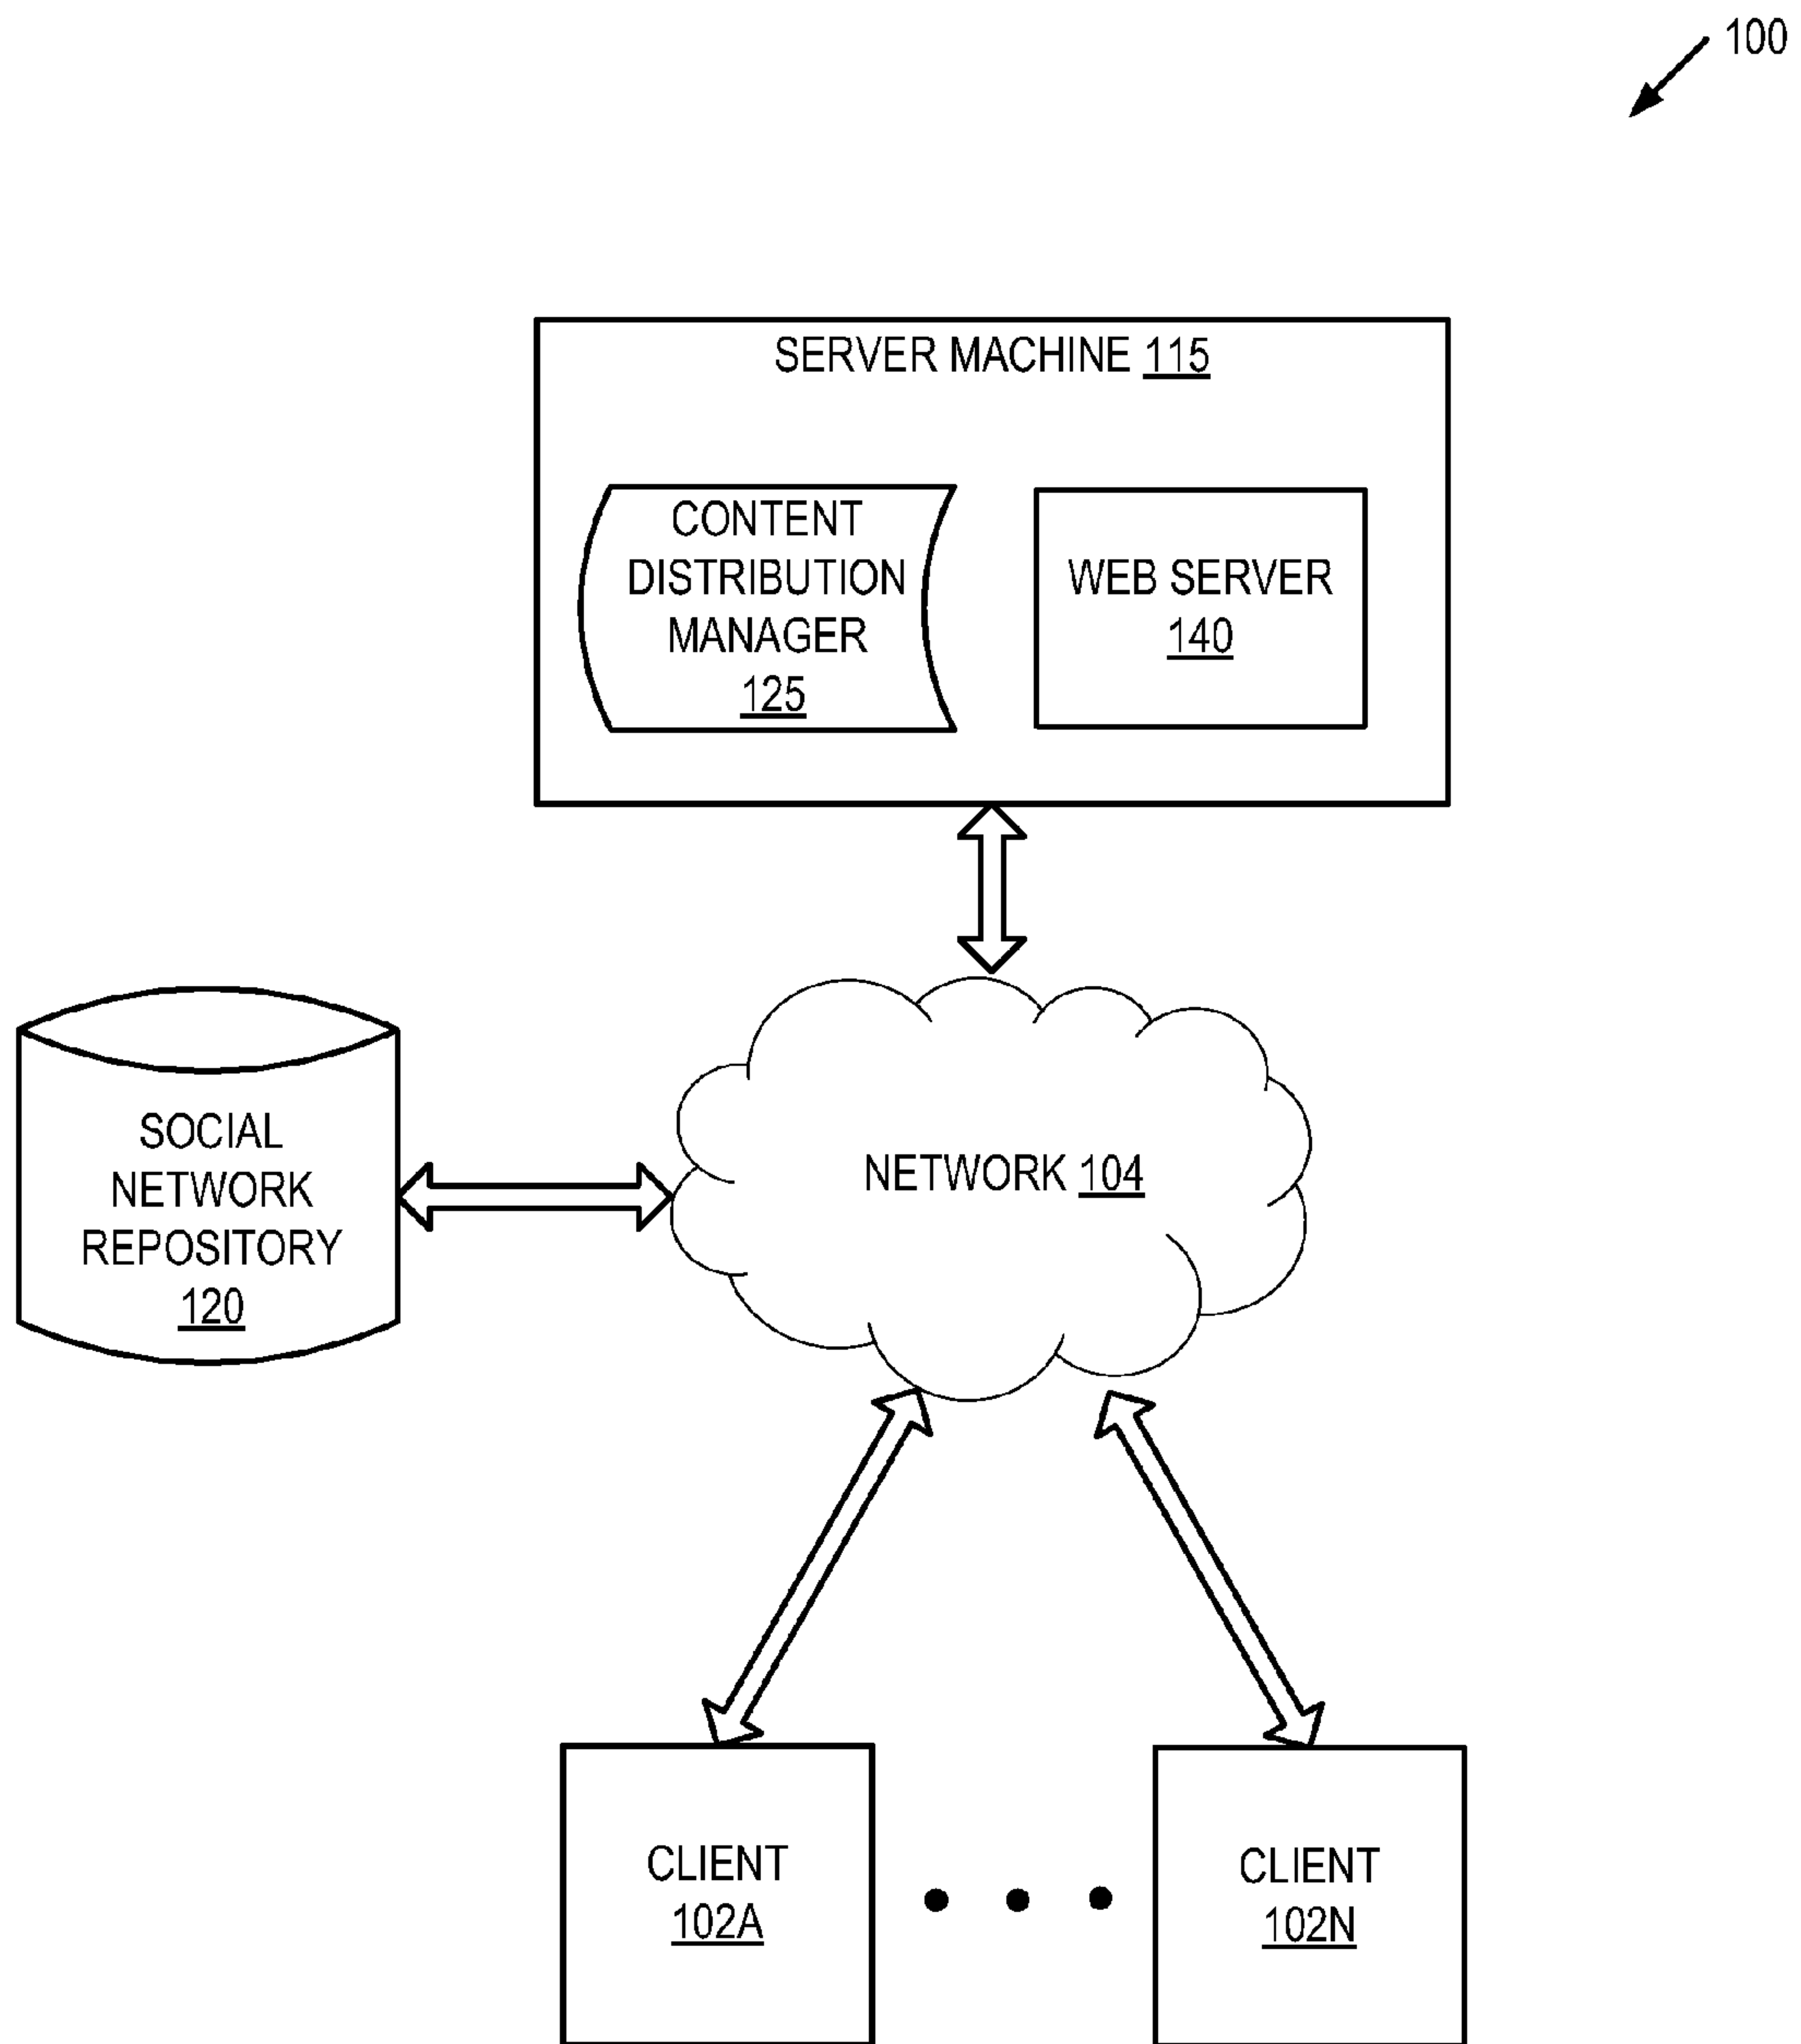 100
SERVER MACHINE 115
CONTENT
DISTRIBUTION
MANAGER
125
WEB SERVER
140
SOCIAL
NETWORK
REPOSITORY
120
NETWORK 104
CLIENT
102A
CLIENT
102N